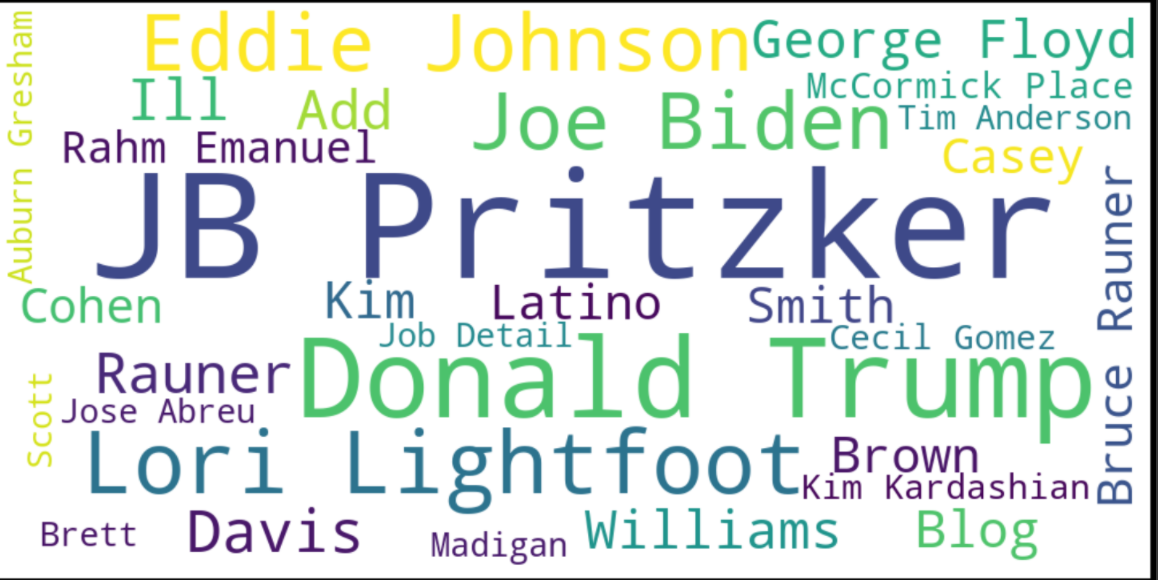 Auburn Gresham
Eddie Johnson
George Floyd
Ill
Add
Joe Biden
McCormick Place
Tim Anderson
Rahm Emanuel
Casey
JB Pritzker
Bruce Rauner
Cohen
Kim
Latino
Smith
Job Detail
Cecil Gomez
Rauner
Donald Trump
Scott
Jose Abreu
Lori Lightfoot
Brown
Kim Kardashian
Brett
Davis
Madigan
Williams
Blog